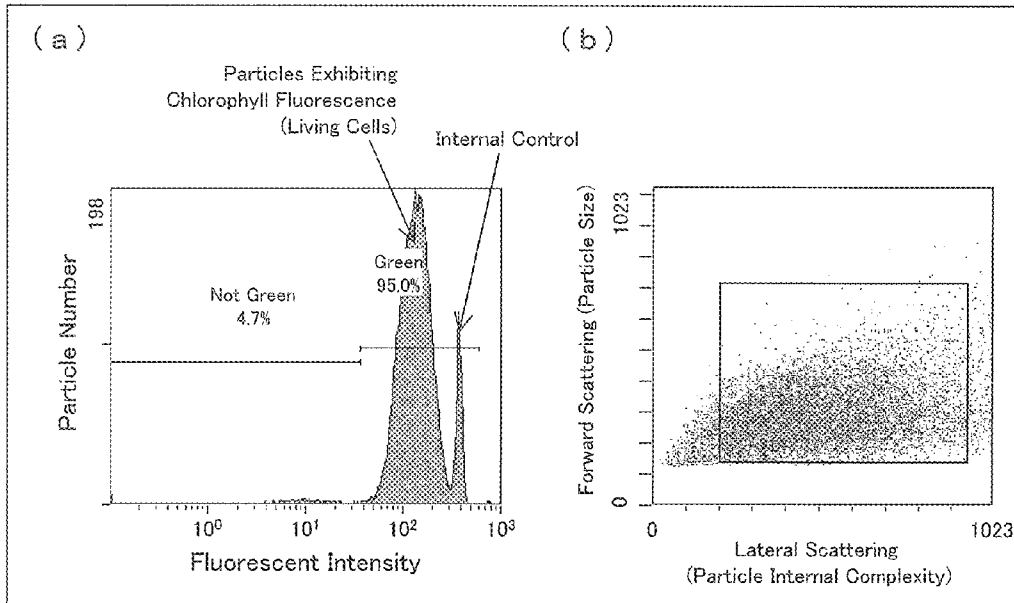 (a)
Particles Exhibiting
Chlorophyll Fluorescence
(Living Cells)
Internal Control
198
Particle Number
Not Green
4.7%
Green
95.0%
10⁰
10¹
10²
10³
Fluorescent Intensity
(b)
1023
Forward Scattering (Particle Size)
0
0
1023
Lateral Scattering
(Particle Internal Complexity)